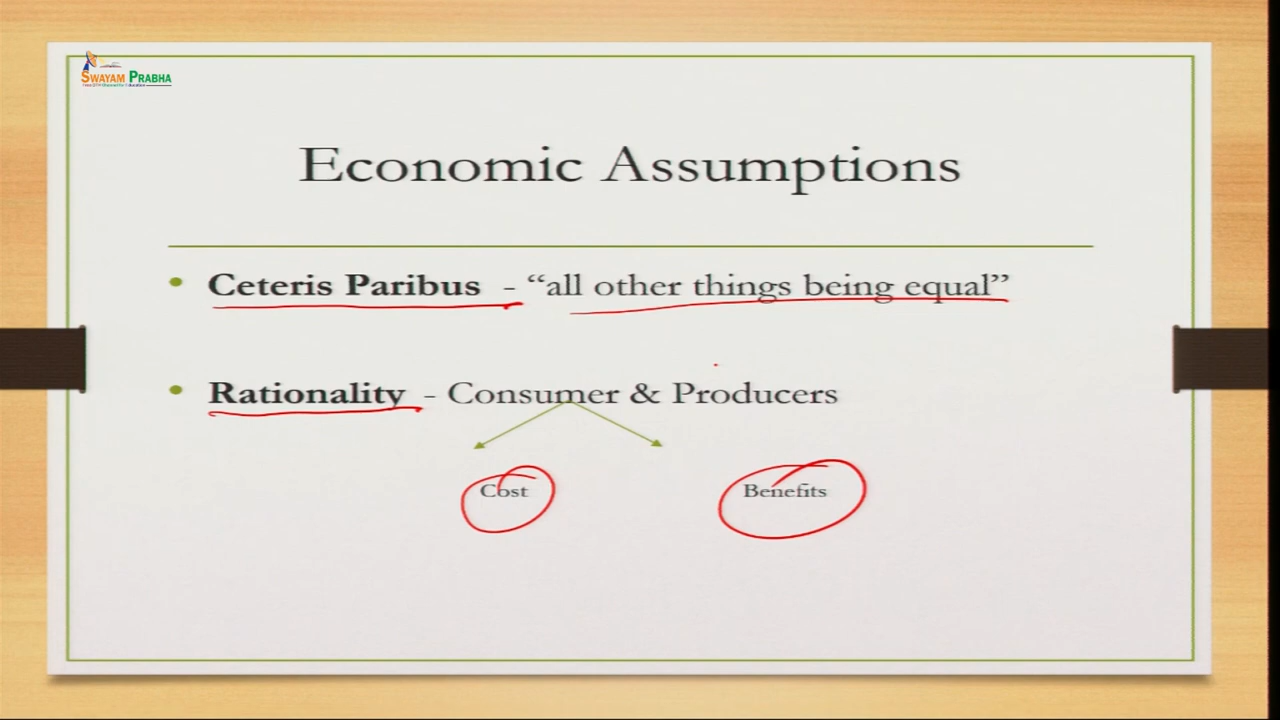 SWAYAM PRABHA
Economic Assumptions
• Ceteris Paribus - “all other things being equal”
• Rationality - Consumer & Producers
Cost Benefits